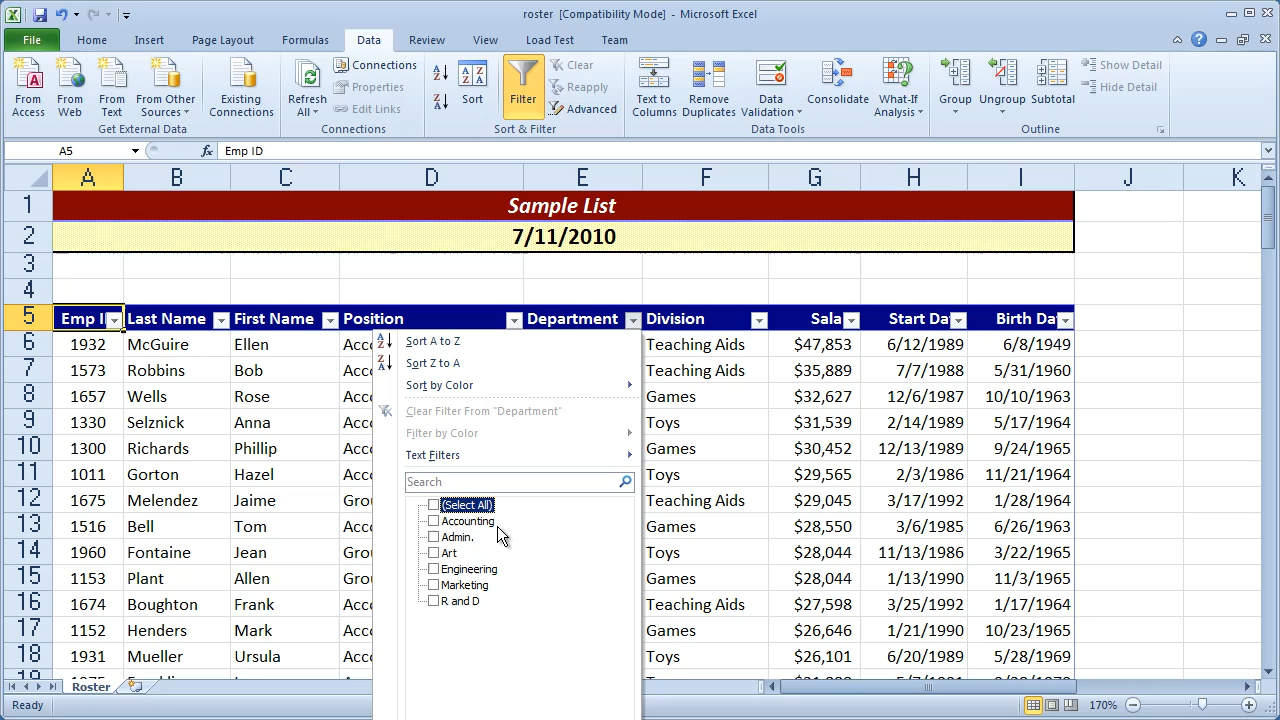 roster [Compatibility Mode] - Microsoft Excel
File Home Insert Page Layout Formulas Data Review View Load Test Team
From Access
From Web
From Text
From Other Sources
Existing Connections
Get External Data
Refresh All
Connections
Properties
Edit Links
Connections
Sort
Filter
Clear
Reapply
Advanced
Sort & Filter
Text to Columns
Remove Duplicates
Data Validation
Consolidate
What-If Analysis
Data Tools
Group
Ungroup
Subtotal
Show Detail
Hide Detail
Outline
A5 fx Emp ID
A B C D E F G H I J K
1 Sample List
2 7/11/2010
3
4
5 Emp I Last Name First Name Position Department Division Sala Start Da Birth Da
6 1932 McGuire Ellen Acc Teaching Aids $47,853 6/12/1989 6/8/1949
7 1573 Robbins Bob Acc Teaching Aids $35,889 7/7/1988 5/31/1960
8 1657 Wells Rose Acc Games $32,627 12/6/1987 10/10/1963
9 1330 Selznick Anna Acc Toys $31,539 2/14/1989 5/17/1964
10 1300 Richards Phillip Acc Games $30,452 12/13/1989 9/24/1965
11 1011 Gorton Hazel Acc Toys $29,565 2/3/1986 11/21/1964
12 1675 Melendez Jaime Gro Teaching Aids $29,045 3/17/1992 1/28/1964
13 1516 Bell Tom Acc Games $28,550 3/6/1985 6/26/1963
14 1960 Fontaine Jean Gro Toys $28,044 11/13/1986 3/22/1965
15 1153 Plant Allen Gro Games $28,044 1/13/1990 11/3/1965
16 1674 Boughton Frank Acc Teaching Aids $27,598 3/25/1992 1/17/1964
17 1152 Henders Mark Acc Games $26,646 1/21/1990 10/23/1965
18 1931 Mueller Ursula Acc Toys $26,101 6/20/1989 5/28/1969
Sort A to Z
Sort Z to A
Sort by Color
Clear Filter From "Department"
Filter by Color
Text Filters
Search
(Select All)
Accounting
Admin.
Art
Engineering
Marketing
R and D
Roster
Ready 170%